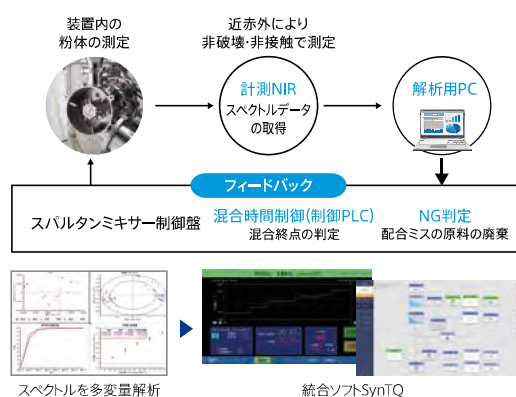 装置内の
粉体の測定
近赤外により
非破壊・非接触で測定
計測NIR
スペクトルデータ
の取得
解析用PC
フィードバック
スパルタンミキサー制御盤
混合時間制御(制御PLC)
混合終点の判定
NG判定
配合ミスの原料の廃棄
スペクトルを多変量解析
統合ソフトSynTQ